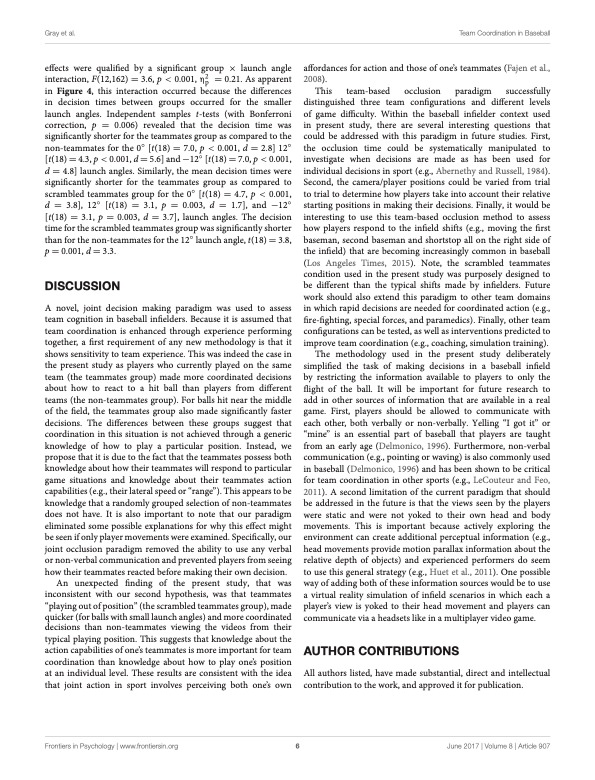 Gray et al.
Team Coordination in Baseball
effects were qualified by a significant group × launch angle
interaction, F(12,162) = 3.6, p < 0.001, η²p = 0.21. As apparent
in Figure 4, this interaction occurred because the differences
in decision times between groups occurred for the smaller
launch angles. Independent samples t-tests (with Bonferroni
correction, p = 0.006) revealed that the decision time was
significantly shorter for the teammates group as compared to the
non-teammates for the 0° [t(18) = 7.0, p < 0.001, d = 2.8] 12°
[t(18) = 4.3, p < 0.001, d = 5.6] and −12° [t(18) = 7.0, p < 0.001,
d = 4.8] launch angles. Similarly, the mean decision times were
significantly shorter for the teammates group as compared to
scrambled teammates group for the 0° [t(18) = 4.7, p < 0.001,
d = 3.8], 12° [t(18) = 3.1, p = 0.003, d = 1.7], and −12°
[t(18) = 3.1, p = 0.003, d = 3.7], launch angles. The decision
time for the scrambled teammates group was significantly shorter
than for the non-teammates for the 12° launch angle, t(18) = 3.8,
p = 0.001, d = 3.3.
DISCUSSION
A novel, joint decision making paradigm was used to assess
team cognition in baseball infielders. Because it is assumed that
team coordination is enhanced through experience performing
together, a first requirement of any new methodology is that it
shows sensitivity to team experience. This was indeed the case in
the present study as players who currently played on the same
team (the teammates group) made more coordinated decisions
about how to react to a hit ball than players from different
teams (the non-teammates group). For balls hit near the middle
of the field, the teammates group also made significantly faster
decisions. The differences between these groups suggest that
coordination in this situation is not achieved through a generic
knowledge of how to play a particular position. Instead, we
propose that it is due to the fact that the teammates possess both
knowledge about how their teammates will respond to particular
game situations and knowledge about their teammates action
capabilities (e.g., their lateral speed or “range”). This appears to be
knowledge that a randomly grouped selection of non-teammates
does not have. It is also important to note that our paradigm
eliminated some possible explanations for why this effect might
be seen if only player movements were examined. Specifically, our
joint occlusion paradigm removed the ability to use any verbal
or non-verbal communication and prevented players from seeing
how their teammates reacted before making their own decision.
An unexpected finding of the present study, that was
inconsistent with our second hypothesis, was that teammates
“playing out of position” (the scrambled teammates group), made
quicker (for balls with small launch angles) and more coordinated
decisions than non-teammates viewing the videos from their
typical playing position. This suggests that knowledge about the
action capabilities of one’s teammates is more important for team
coordination than knowledge about how to play one’s position
at an individual level. These results are consistent with the idea
that joint action in sport involves perceiving both one’s own
affordances for action and those of one’s teammates (Fajen et al.,
2008).
This team-based occlusion paradigm successfully
distinguished three team configurations and different levels
of game difficulty. Within the baseball infielder context used
in present study, there are several interesting questions that
could be addressed with this paradigm in future studies. First,
the occlusion time could be systematically manipulated to
investigate when decisions are made as has been used for
individual decisions in sport (e.g., Abernethy and Russell, 1984).
Second, the camera/player positions could be varied from trial
to trial to determine how players take into account their relative
starting positions in making their decisions. Finally, it would be
interesting to use this team-based occlusion method to assess
how players respond to the infield shifts (e.g., moving the first
baseman, second baseman and shortstop all on the right side of
the infield) that are becoming increasingly common in baseball
(Los Angeles Times, 2015). Note, the scrambled teammates
condition used in the present study was purposely designed to
be different than the typical shifts made by infielders. Future
work should also extend this paradigm to other team domains
in which rapid decisions are needed for coordinated action (e.g.,
fire-fighting, special forces, and paramedics). Finally, other team
configurations can be tested, as well as interventions predicted to
improve team coordination (e.g., coaching, simulation training).
The methodology used in the present study deliberately
simplified the task of making decisions in a baseball infield
by restricting the information available to players to only the
flight of ball. It will be important for future research to
add in other sources of information that are available in a real
game. First, players should be allowed to communicate with
each other, both verbally or non-verbally. Yelling “I got it” or
“mine” is an essential part of baseball that players are taught
from an early age (Delmonico, 1996). Furthermore, non-verbal
communication (e.g., pointing or waving) is also commonly used
in baseball (Delmonico, 1996) and has been shown to be critical
for team coordination in other sports (e.g., LeCouteur and Feo,
2011). A second limitation of the current paradigm that should
be addressed in the future is that the views seen by the players
were static and were not yoked to their own head and body
movements. This is important because actively exploring the
environment can create additional perceptual information (e.g.,
head movements provide motion parallax information about the
relative depth of objects) and experienced performers do seem
to use this general strategy (e.g., Huet et al., 2011). One possible
way of adding both of these information sources would be to use
a virtual reality simulation of infield scenarios in which each a
player’s view is yoked to their head movement and players can
communicate via a headsets like in a multiplayer video game.
AUTHOR CONTRIBUTIONS
All authors listed, have made substantial, direct and intellectual
contribution to the work, and approved it for publication.
Frontiers in Psychology | www.frontiersin.org
6
June 2017 | Volume 8 | Article 907